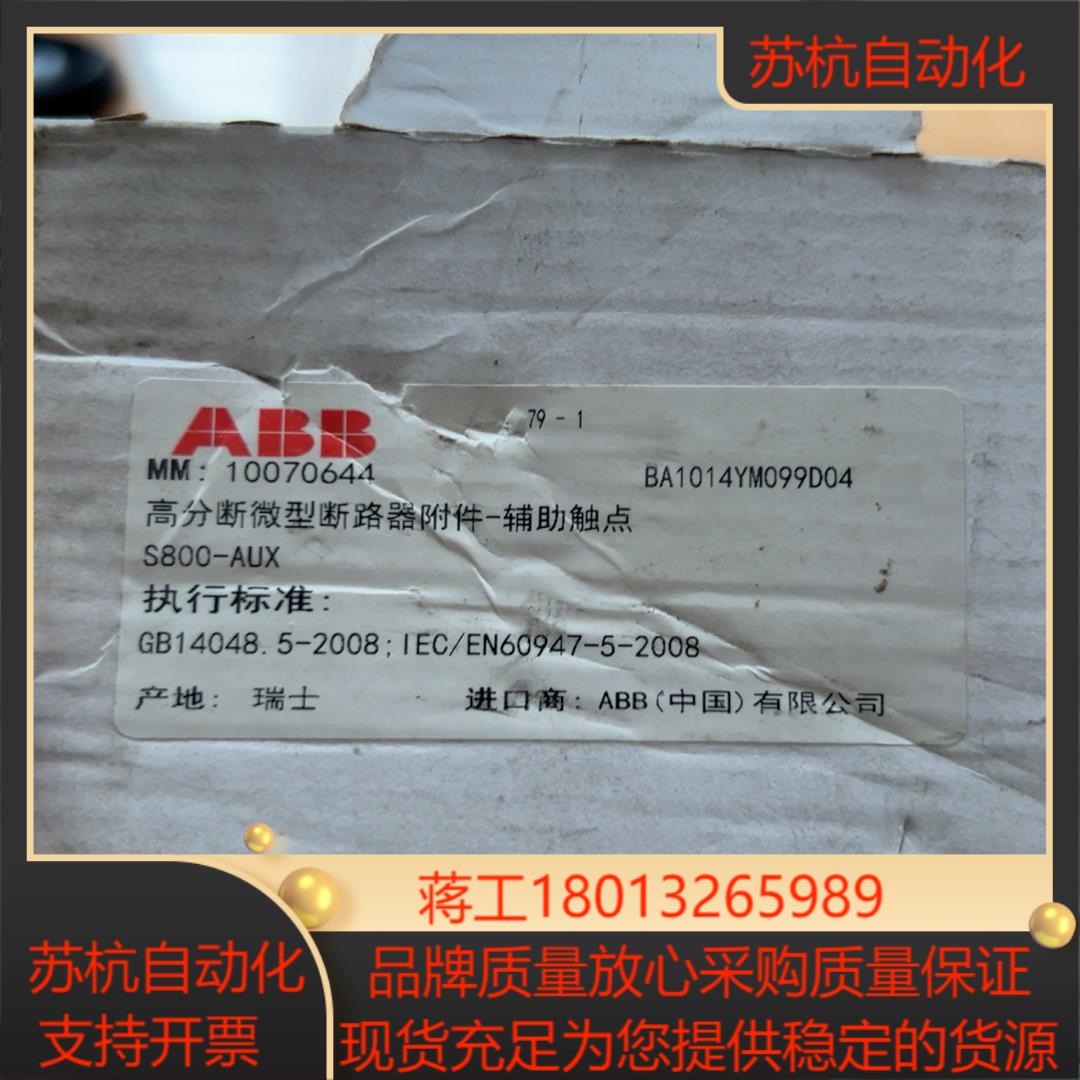 苏杭自动化
ABB
79-1
MM: 10070644
BA1014YM099D04
高分断微型断路器附件-辅助触点
S800-AUX
执行标准:
GB14048.5-2008;IEC/EN60947-5-2008
产地: 瑞士
进口商: ABB(中国)有限公司
蒋工18013265989
苏杭自动化
支持开票
品牌质量放心采购质量保证
现货充足为您提供稳定的货源